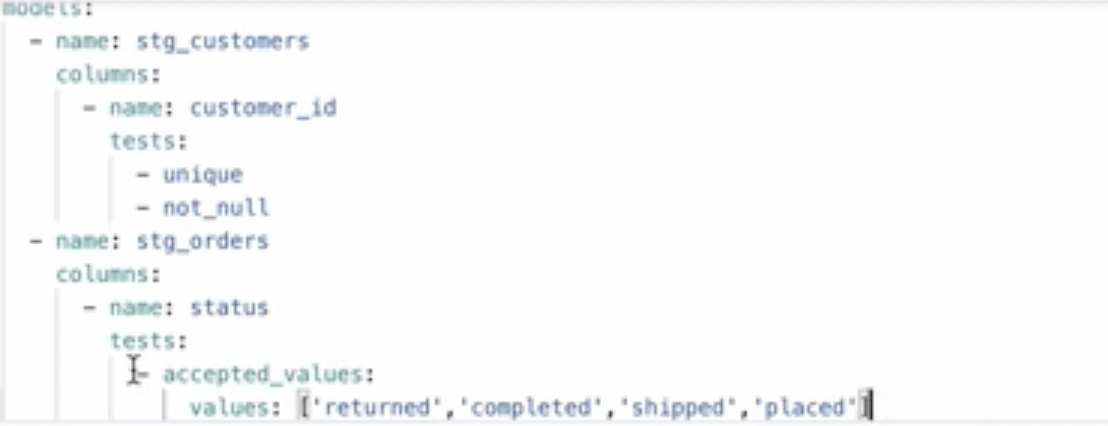 models:
- name: stg_customers
columns:
- name: customer_id
tests:
- unique
- not_null
- name: stg_orders
columns:
- name: status
tests:
- accepted_values:
values: ['returned','completed','shipped','placed']